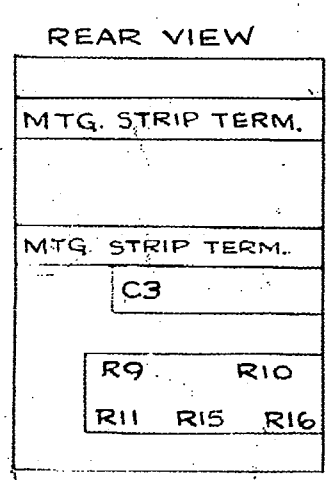 REAR VIEW
MTG. STRIP TERM.
MTG. STRIP TERM.
C3
R9 R10
R11 R15 R16